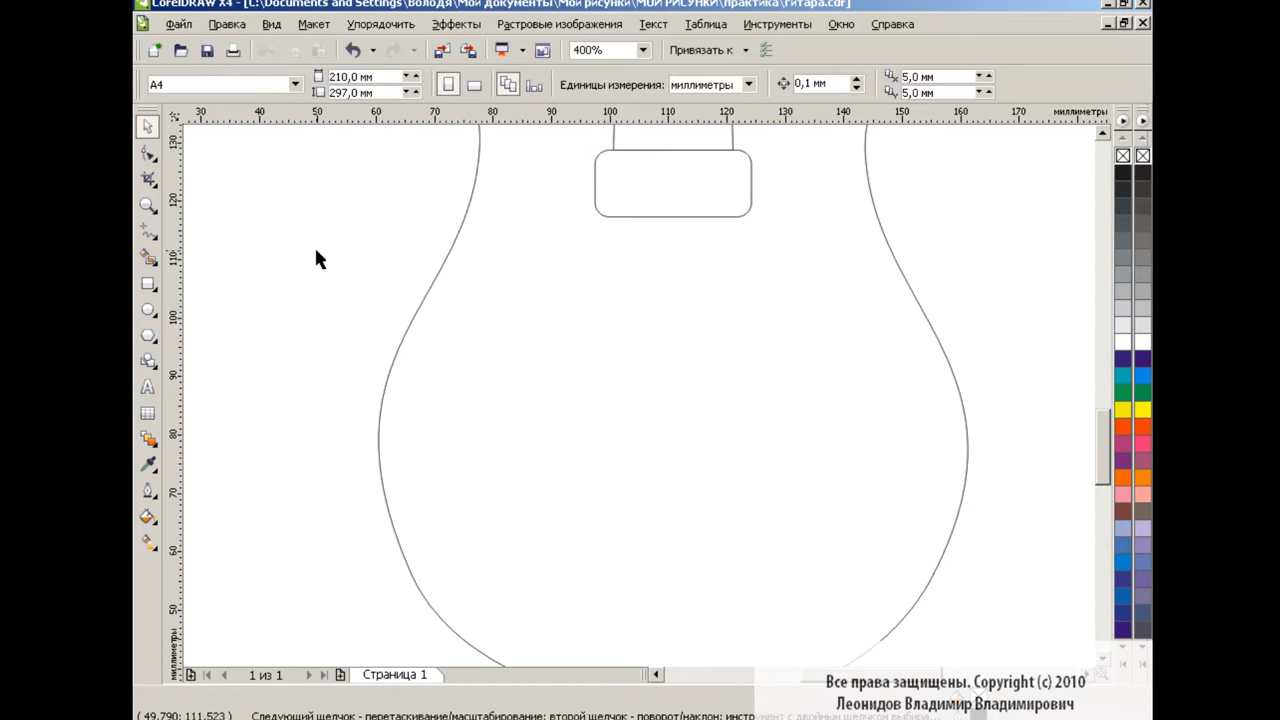 CorelDRAW X4 - [C:\Documents and Settings\Володя\Мои документы\Мои рисунки\МОИ РИСУНКИ\практика\гитара.cdr]
Файл Правка Вид Макет Упорядочить Эффекты Растровые изображения Текст Таблица Инструменты Окно Справка
400% Привязать к
A4 210,0 мм 297,0 мм Единицы измерения: миллиметры 0,1 мм 5,0 мм 5,0 мм
30 40 50 60 70 80 90 100 110 120 130 140 150 160 170 миллиметры
130
120
110
100
90
80
70
60
50
миллиметры
1 из 1 Страница 1
Все права защищены. Copyright (c) 2010
Леонидов Владимир Владимирович
( 49,790; 111,523 ) Следующий щелчок - перетаскивание/масштабирование; второй щелчок - поворот/наклон; инструмент с двойным щелчком выбира...